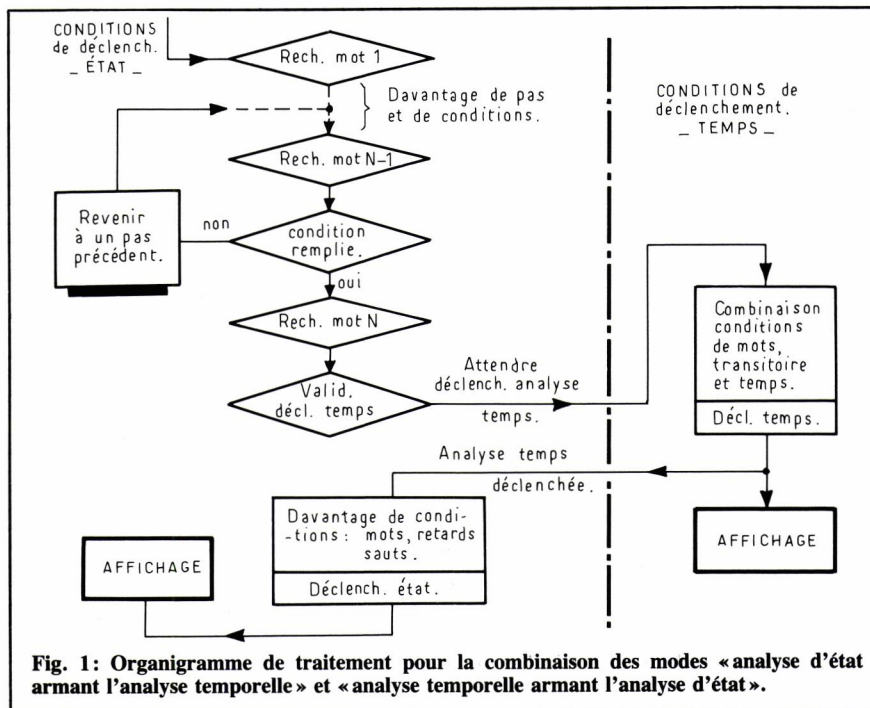 CONDITIONS
de déclench.
_ ÉTAT _
Rech. mot 1
Davantage de pas
et de conditions.
CONDITIONS de
déclenchement.
_ TEMPS _
Rech. mot N-1
Revenir
à un pas
précédent.
non
condition
remplie.
oui
Rech. mot N
Combinaison
conditions
de mots,
transitoire
et temps.
Décl. temps.
Valid.
décl. temps
Attendre
déclench. analyse
temps.
Analyse temps
déclenchée.
Davantage de condi-
-tions : mots, retards
sauts.
Déclench. état.
AFFICHAGE
AFFICHAGE
Fig. 1: Organigramme de traitement pour la combinaison des modes «analyse d'état
armant l'analyse temporelle» et «analyse temporelle armant l'analyse d'état».